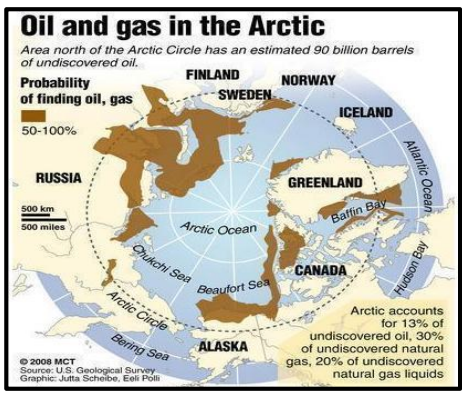 Oil and gas in the Arctic
Area north of the Arctic Circle has an estimated 90 billion barrels
of undiscovered oil.
Probability
of finding oil, gas
50-100%
FINLAND
NORWAY
SWEDEN
ICELAND
RUSSIA
GREENLAND
Atlantic Ocean
500 km
500 miles
Baffin Bay
Arctic Ocean
Chukchi Sea
Beaufort Sea
CANADA
Hudson Bay
Arctic Circle
Bering Sea
ALASKA
Arctic accounts
for 13% of
undiscovered oil, 30%
of undiscovered natural
gas, 20% of undiscovered
natural gas liquids
© 2008 MCT
Source: U.S. Geological Survey
Graphic: Jutta Scheibe, Eeli Polli